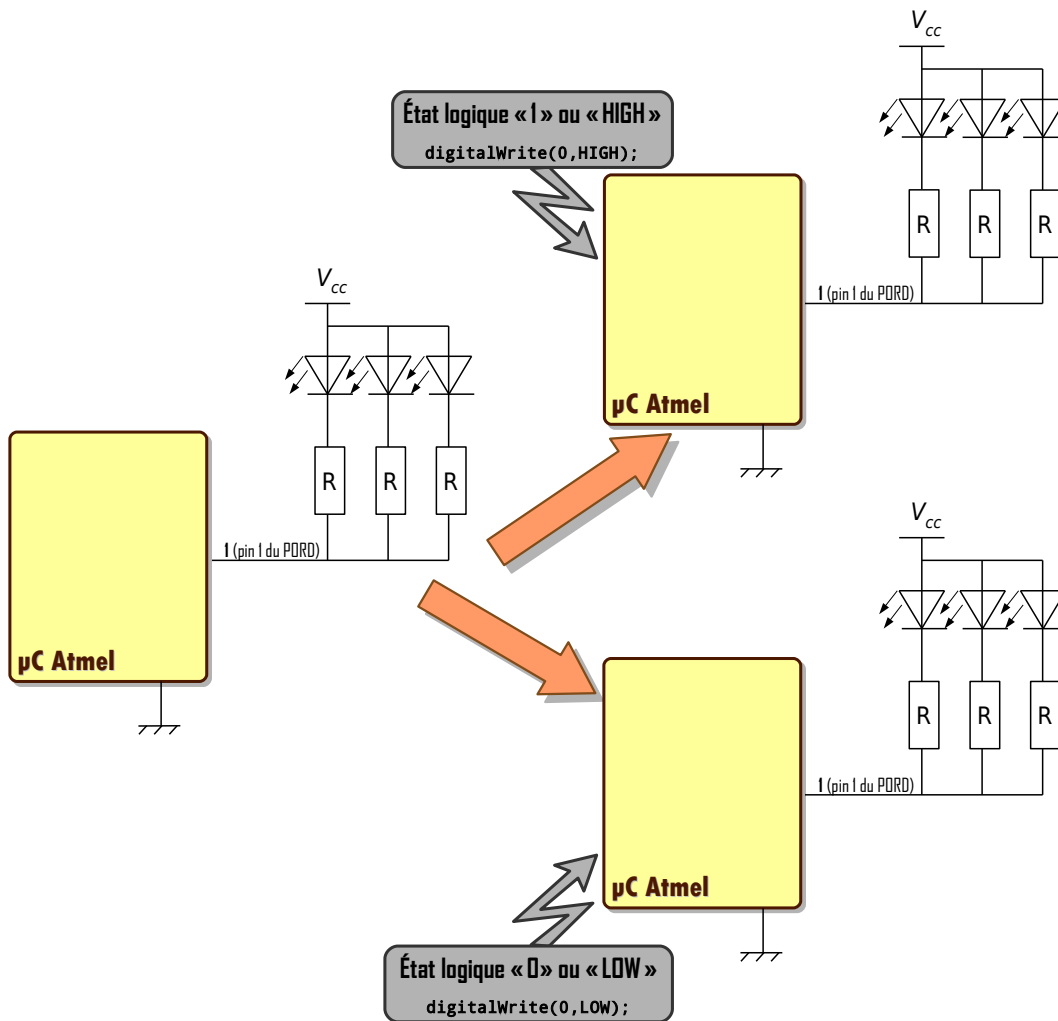 Vcc
État logique « 1 » ou « HIGH »
digitalWrite(0,HIGH);
R R R
1 (pin 1 du PORD)
µC Atmel
Vcc
R R R
1 (pin 1 du PORD)
µC Atmel
Vcc
R R R
1 (pin 1 du PORD)
µC Atmel
État logique « 0 » ou « LOW »
digitalWrite(0,LOW);